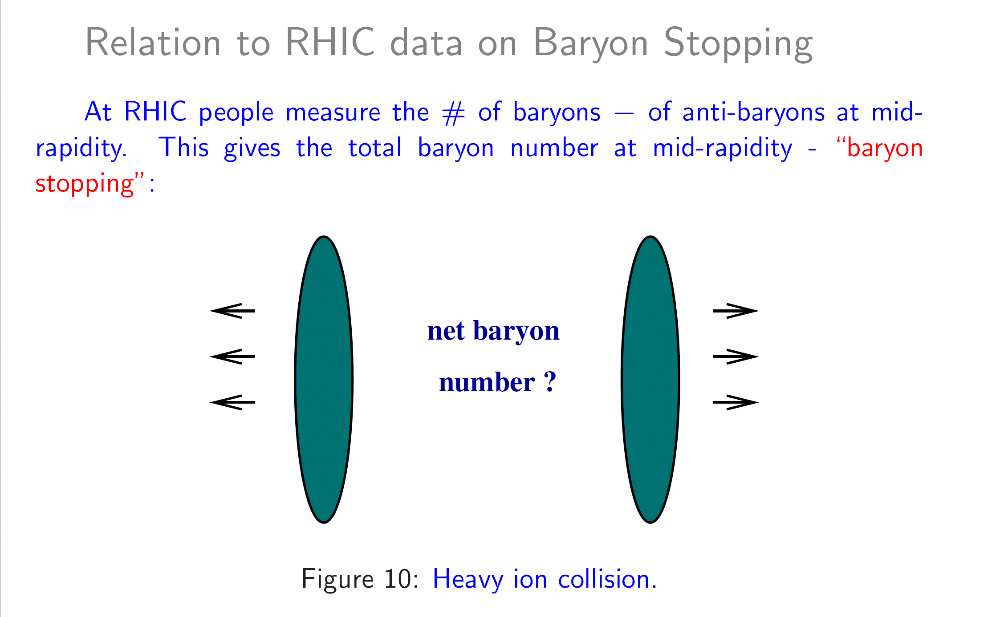 Relation to RHIC data on Baryon Stopping
At RHIC people measure the # of baryons – of anti-baryons at mid-
rapidity. This gives the total baryon number at mid-rapidity - “baryon
stopping”:
net baryon
number ?
Figure 10: Heavy ion collision.